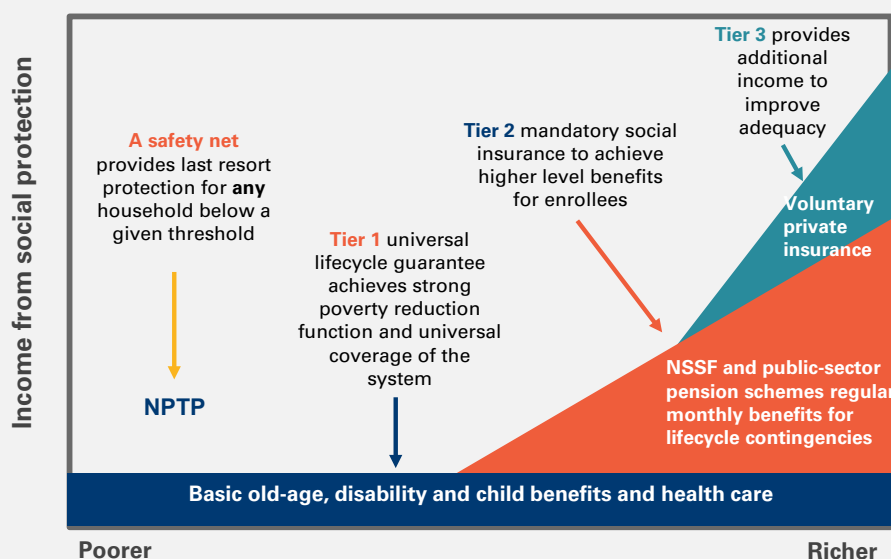 Income from social protection
A safety net
provides last resort
protection for any
household below a
given threshold
NPTP
Tier 1 universal
lifecycle guarantee
achieves strong
poverty reduction
function and universal
coverage of the
system
Tier 2 mandatory social
insurance to achieve
higher level benefits
for enrollees
Tier 3 provides
additional
income to
improve
adequacy
Voluntary
private
insurance
NSSF and public-sector
pension schemes regular
monthly benefits for
lifecycle contingencies
Basic old-age, disability and child benefits and health care
Poorer
Richer